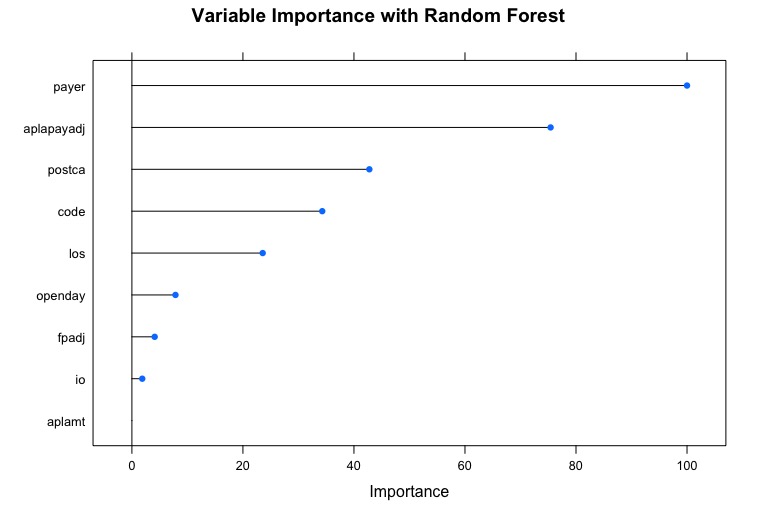 Variable Importance with Random Forest
payer
aplapayadj
postca
code
los
openday
fpadj
io
aplamt
0 20 40 60 80 100
Importance